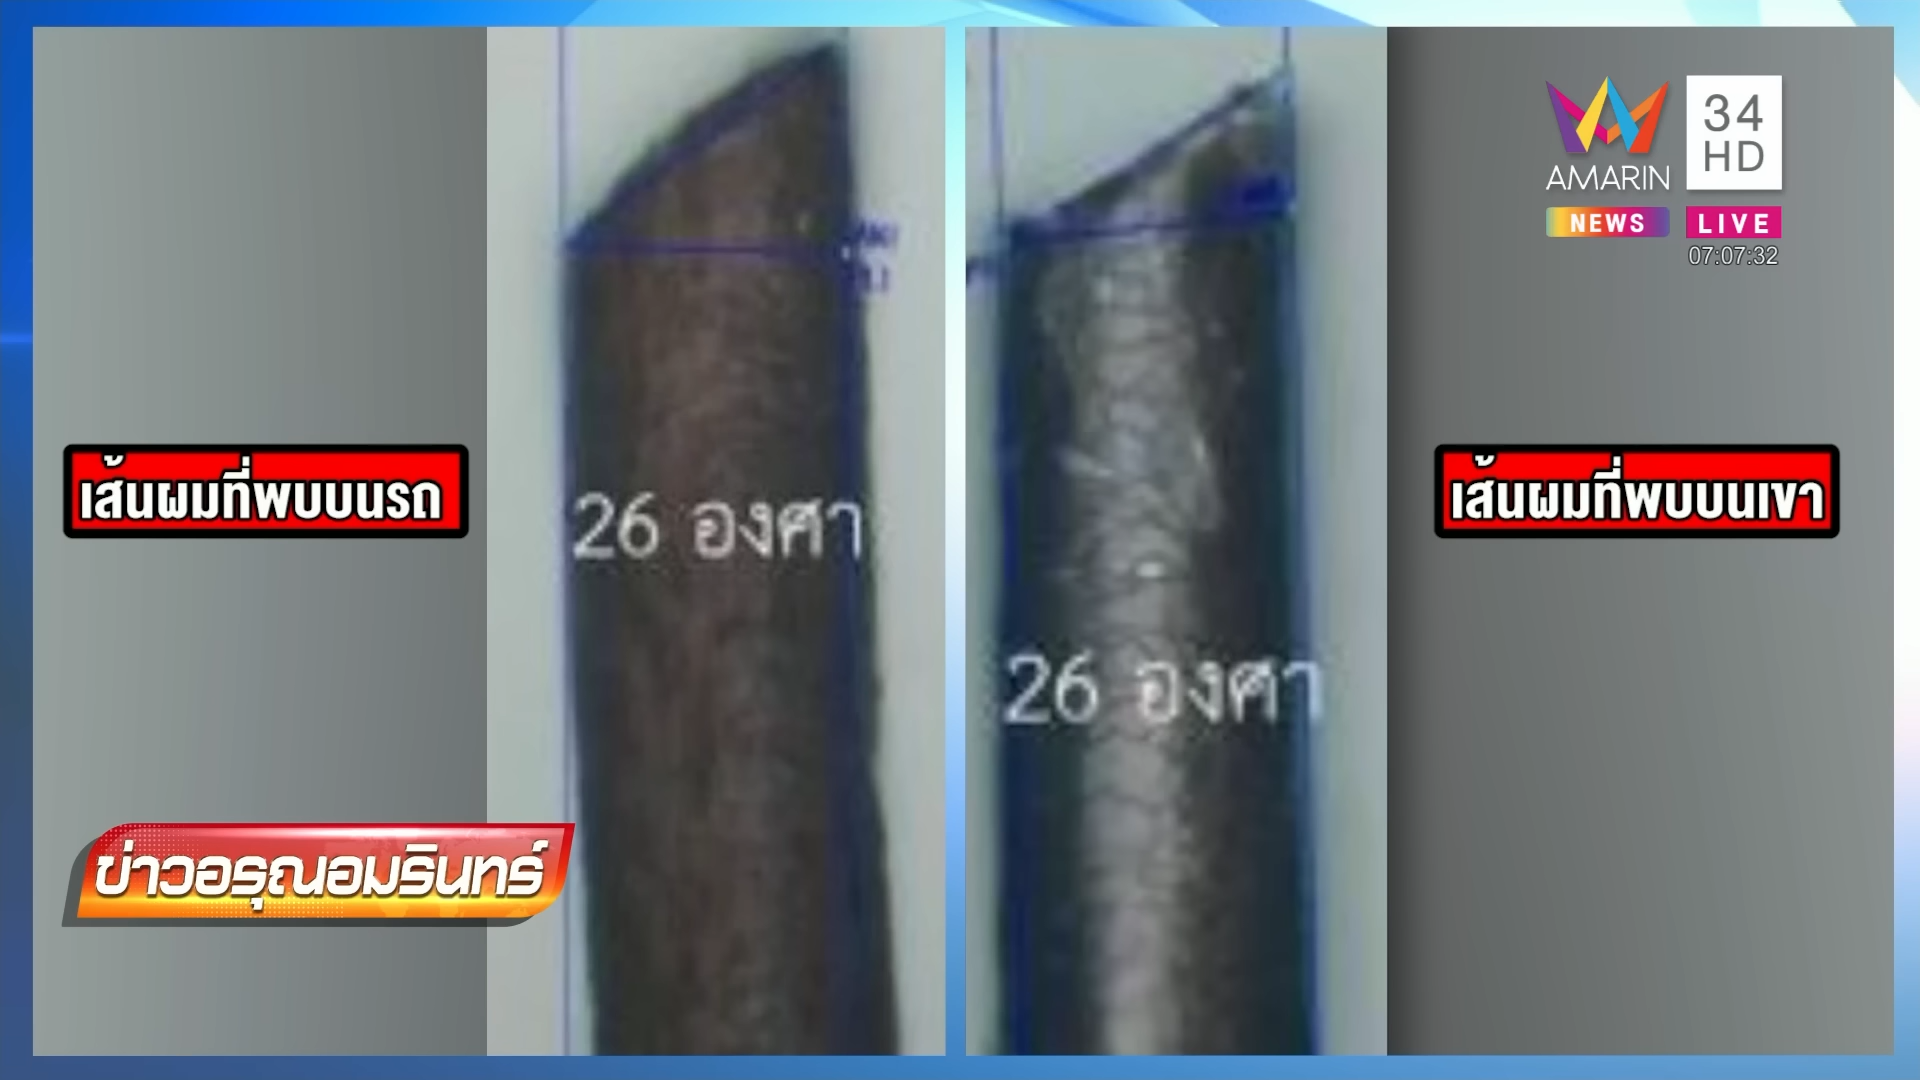 34
HD
AMARIN
NEWS
LIVE
07:07:32
เส้นผมที่พบบนรถ
26 องศา
26 องศา
เส้นผมที่พบบนเขา
ข่าวอรุณอมรินทร์